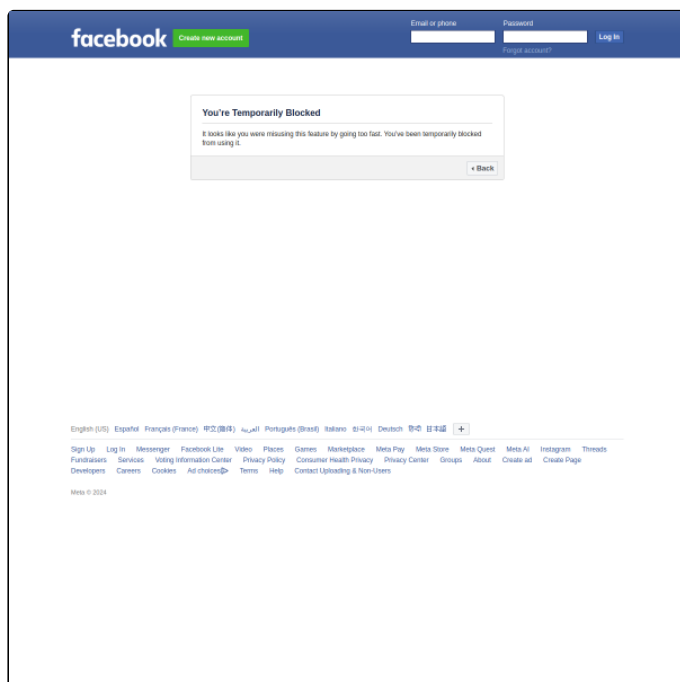 facebook
Create new account
Email or phone
Password
Log In
Forgot account?
You're Temporarily Blocked
It looks like you were misusing this feature by going too fast. You've been temporarily blocked
from using it.
Back
English (US) Español Français (France) 中文(简体) العربية Português (Brasil) Italiano 한국어 Deutsch हिन्दी 日本語
Sign Up Log In Messenger Facebook Lite Video Places Games Marketplace Meta Pay Meta Store Meta Quest Meta AI Instagram Threads
Fundraisers Services Voting Information Center Privacy Policy Consumer Health Privacy Privacy Center Groups About Create ad Create Page
Developers Careers Cookies Ad choices Terms Help Contact Uploading & Non-Users
Meta © 2024